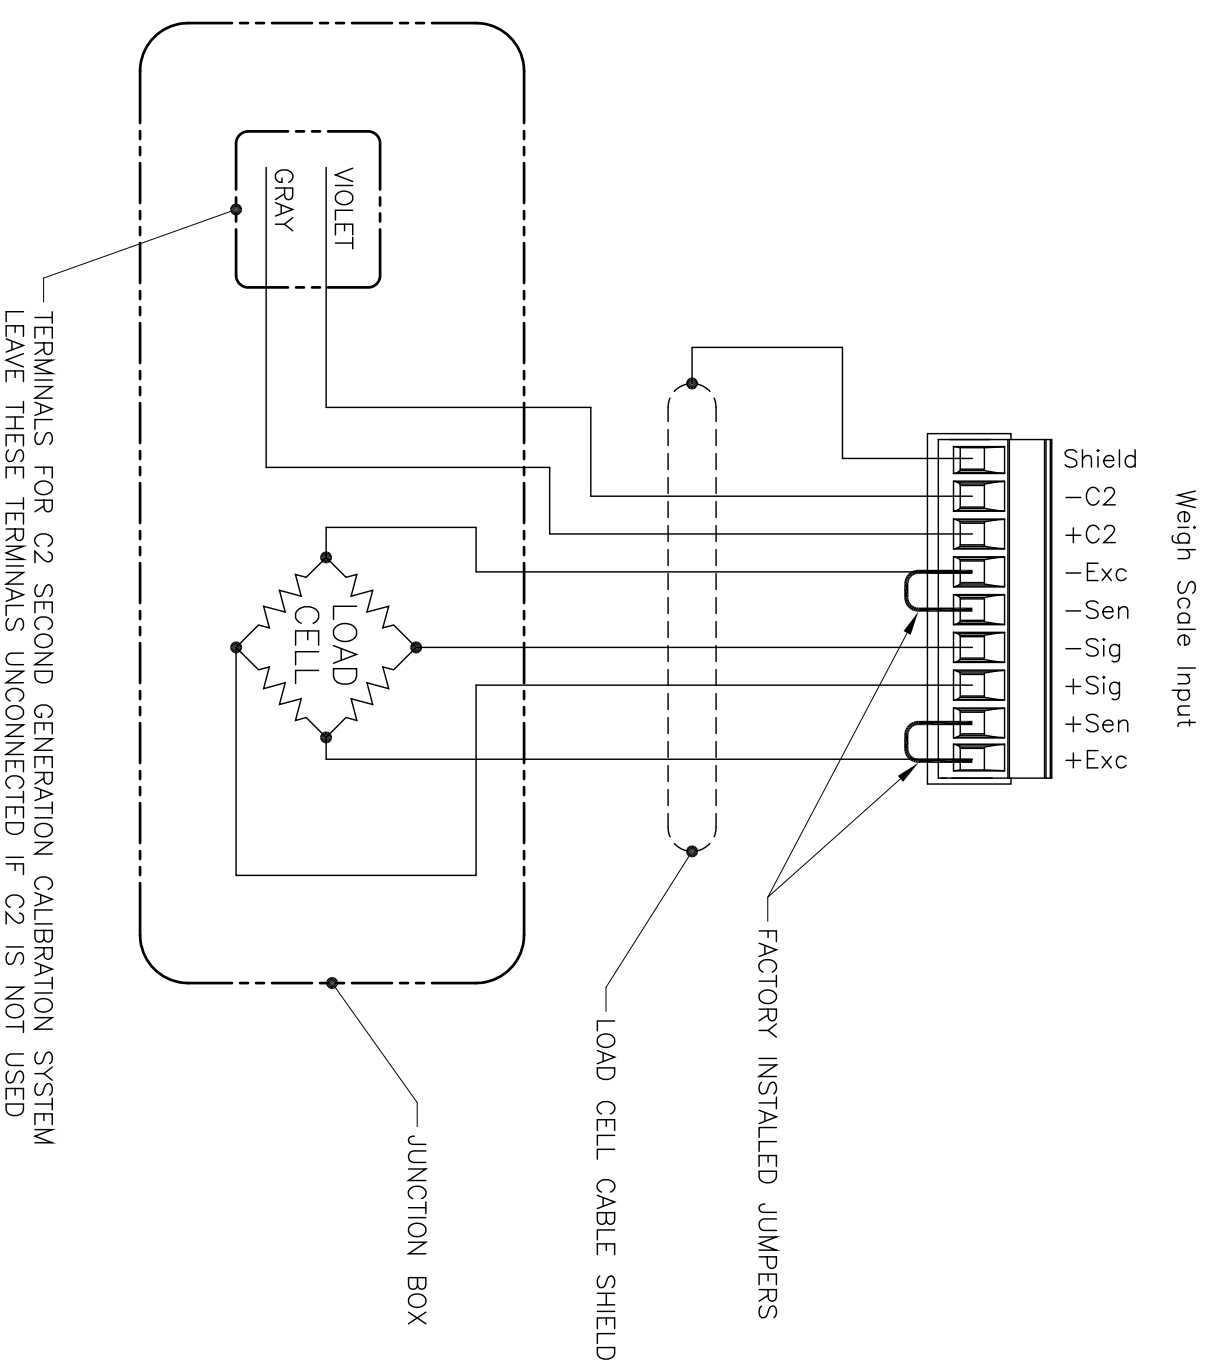 Weigh Scale Input
Shield
-C2
+C2
-Exc
-Sen
-Sig
+Sig
+Sen
+Exc
VIOLET
GRAY
LOAD
CELL
FACTORY INSTALLED JUMPERS
LOAD CELL CABLE SHIELD
JUNCTION BOX
TERMINALS FOR C2 SECOND GENERATION CALIBRATION SYSTEM
LEAVE THESE TERMINALS UNCONNECTED IF C2 IS NOT USED